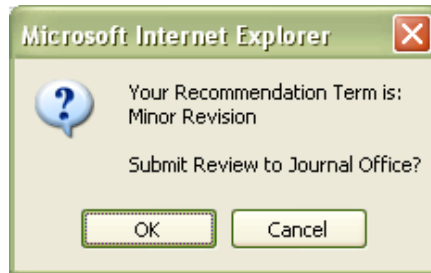 Microsoft Internet Explorer
Your Recommendation Term is:
Minor Revision
Submit Review to Journal Office?
OK Cancel